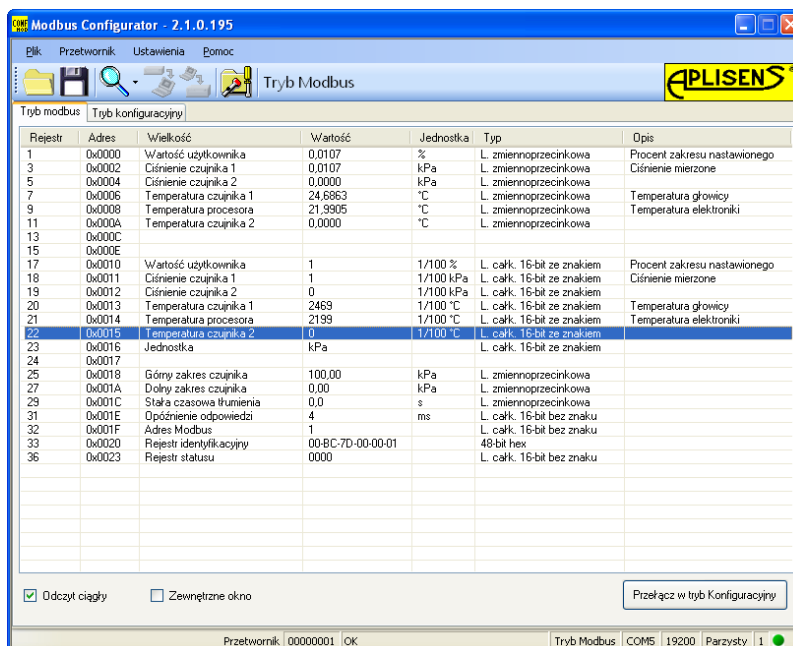 CONF MOD Modbus Configurator - 2.1.0.195
Plik Przetwornik Ustawienia Pomoc
Tryb Modbus APLISENS
Tryb modbus Tryb konfiguracyjny
Rejestr Adres Wielkość Wartość Jednostka Typ Opis
1 0x0000 Wartość użytkownika 0,0107 % L. zmiennoprzecinkowa Procent zakresu nastawionego
3 0x0002 Ciśnienie czujnika 1 0,0107 kPa L. zmiennoprzecinkowa Ciśnienie mierzone
5 0x0004 Ciśnienie czujnika 2 0,0000 kPa L. zmiennoprzecinkowa
7 0x0006 Temperatura czujnika 1 24,6863 °C L. zmiennoprzecinkowa Temperatura głowicy
9 0x0008 Temperatura procesora 21,9905 °C L. zmiennoprzecinkowa Temperatura elektroniki
11 0x000A Temperatura czujnika 2 0,0000 °C L. zmiennoprzecinkowa
13 0x000C
15 0x000E
17 0x0010 Wartość użytkownika 1 1/100 % L. całk. 16-bit ze znakiem Procent zakresu nastawionego
18 0x0011 Ciśnienie czujnika 1 1 1/100 kPa L. całk. 16-bit ze znakiem Ciśnienie mierzone
19 0x0012 Ciśnienie czujnika 2 0 1/100 kPa L. całk. 16-bit ze znakiem
20 0x0013 Temperatura czujnika 1 2469 1/100 °C L. całk. 16-bit ze znakiem Temperatura głowicy
21 0x0014 Temperatura procesora 2199 1/100 °C L. całk. 16-bit ze znakiem Temperatura elektroniki
22 0x0015 Temperatura czujnika 2 0 1/100 °C L. całk. 16-bit ze znakiem
23 0x0016 Jednostka kPa L. całk. 16-bit ze znakiem
24 0x0017
25 0x0018 Górny zakres czujnika 100,00 kPa L. zmiennoprzecinkowa
27 0x001A Dolny zakres czujnika 0,00 kPa L. zmiennoprzecinkowa
29 0x001C Stała czasowa tłumienia 0,0 s L. zmiennoprzecinkowa
31 0x001E Opóźnienie odpowiedzi 4 ms L. całk. 16-bit bez znaku
32 0x001F Adres Modbus 1 L. całk. 16-bit bez znaku
33 0x0020 Rejestr identyfikacyjny 00-BC-7D-00-00-01 48-bit hex
36 0x0023 Rejestr statusu 0000 L. całk. 16-bit bez znaku
Odczyt ciągły Zewnętrzne okno Przełącz w tryb Konfiguracyjny
Przetwornik 00000001 OK Tryb Modbus COM5 19200 Parzysty 1